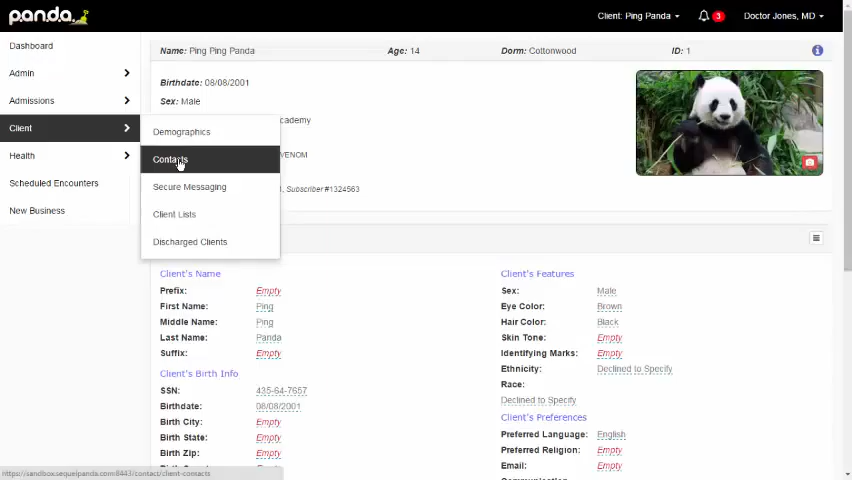 panda
Client: Ping Panda
3
Doctor Jones, MD
Dashboard
Admin
Admissions
Client
Health
Scheduled Encounters
New Business
Demographics
Contacts
Secure Messaging
Client Lists
Discharged Clients
Name: Ping Ping Panda
Age: 14
Dorm: Cottonwood
ID: 1
Birthdate: 08/08/2001
Sex: Male
cademy
VENOM
, Subscriber #1324563
Client's Name
Prefix: Empty
First Name: Ping
Middle Name: Ping
Last Name: Panda
Suffix: Empty
Client's Birth Info
SSN: 435-64-7657
Birthdate: 08/08/2001
Birth City: Empty
Birth State: Empty
Birth Zip: Empty
Client's Features
Sex: Male
Eye Color: Brown
Hair Color: Black
Skin Tone: Empty
Identifying Marks: Empty
Ethnicity: Declined to Specify
Race:
Declined to Specify
Client's Preferences
Preferred Language: English
Preferred Religion: Empty
Email: Empty
Communication
https://sandbox.sequelpanda.com:8443/contact/client-contacts